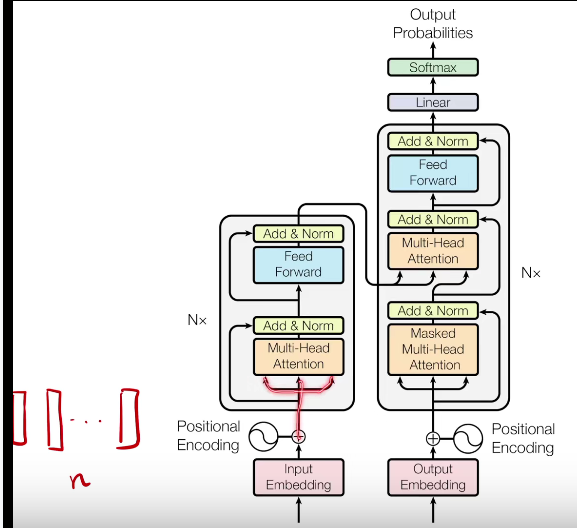 Output
Probabilities
Softmax
Linear
Add & Norm
Feed
Forward
Add & Norm
Multi-Head
Attention
Add & Norm
Masked
Multi-Head
Attention
Nx
Positional
Encoding
Output
Embedding
Add & Norm
Feed
Forward
Add & Norm
Multi-Head
Attention
Nx
Positional
Encoding
Input
Embedding
...
n